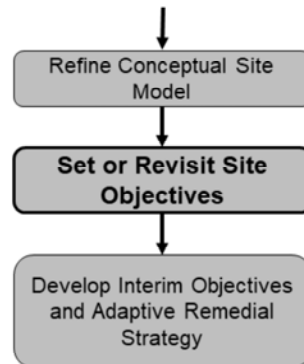 Refine Conceptual Site
Model
Set or Revisit Site
Objectives
Develop Interim Objectives
and Adaptive Remedial
Strategy